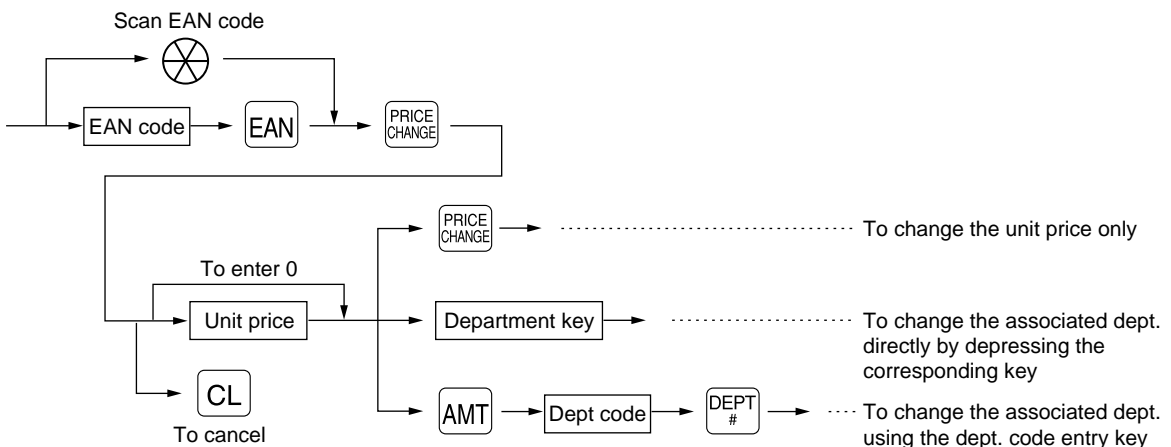 Scan EAN code
EAN code
EAN
PRICE
CHANGE
PRICE
CHANGE
To change the unit price only
To enter 0
Unit price
Department key
To change the associated dept.
directly by depressing the
corresponding key
CL
To cancel
AMT
Dept code
DEPT
#
To change the associated dept.
using the dept. code entry key